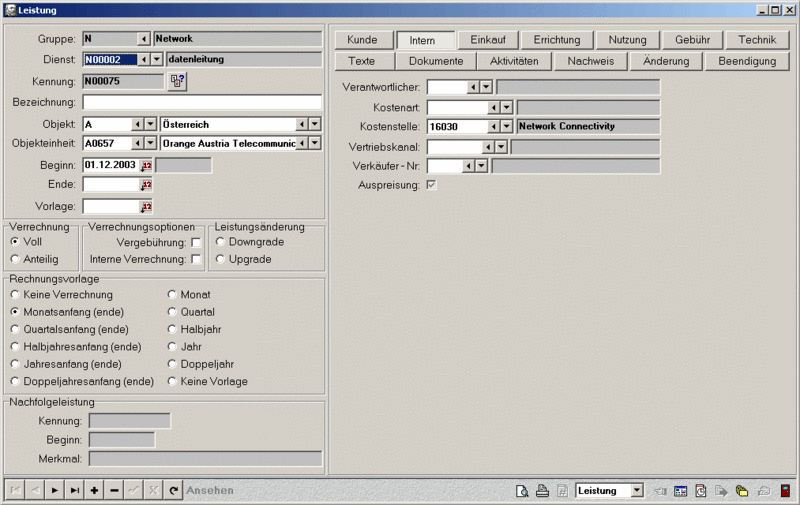 Leistung
Gruppe: N Network
Dienst: N00002 datenleitung
Kennung: N00075
Bezeichnung:
Objekt: A Österreich
Objekteinheit: A0657 Orange Austria Telecommunic
Beginn: 01.12.2003
Ende:
Vorlage:
Verrechnung
Voll
Anteilig
Verrechnungsoptionen
Vergebührung:
Interne Verrechnung:
Leistungsänderung
Downgrade
Upgrade
Rechnungsvorlage
Keine Verrechnung Monat
Monatsanfang (ende) Quartal
Quartalsanfang (ende) Halbjahr
Halbjahresanfang (ende) Jahr
Jahresanfang (ende) Doppeljahr
Doppeljahresanfang (ende) Keine Vorlage
Nachfolgeleistung
Kennung:
Beginn:
Merkmal:
Kunde Intern Einkauf Errichtung Nutzung Gebühr Technik
Texte Dokumente Aktivitäten Nachweis Änderung Beendigung
Verantwortlicher:
Kostenart:
Kostenstelle: 16030 Network Connectivity
Vertriebskanal:
Verkäufer - Nr:
Auspreisung:
Ansehen
Leistung